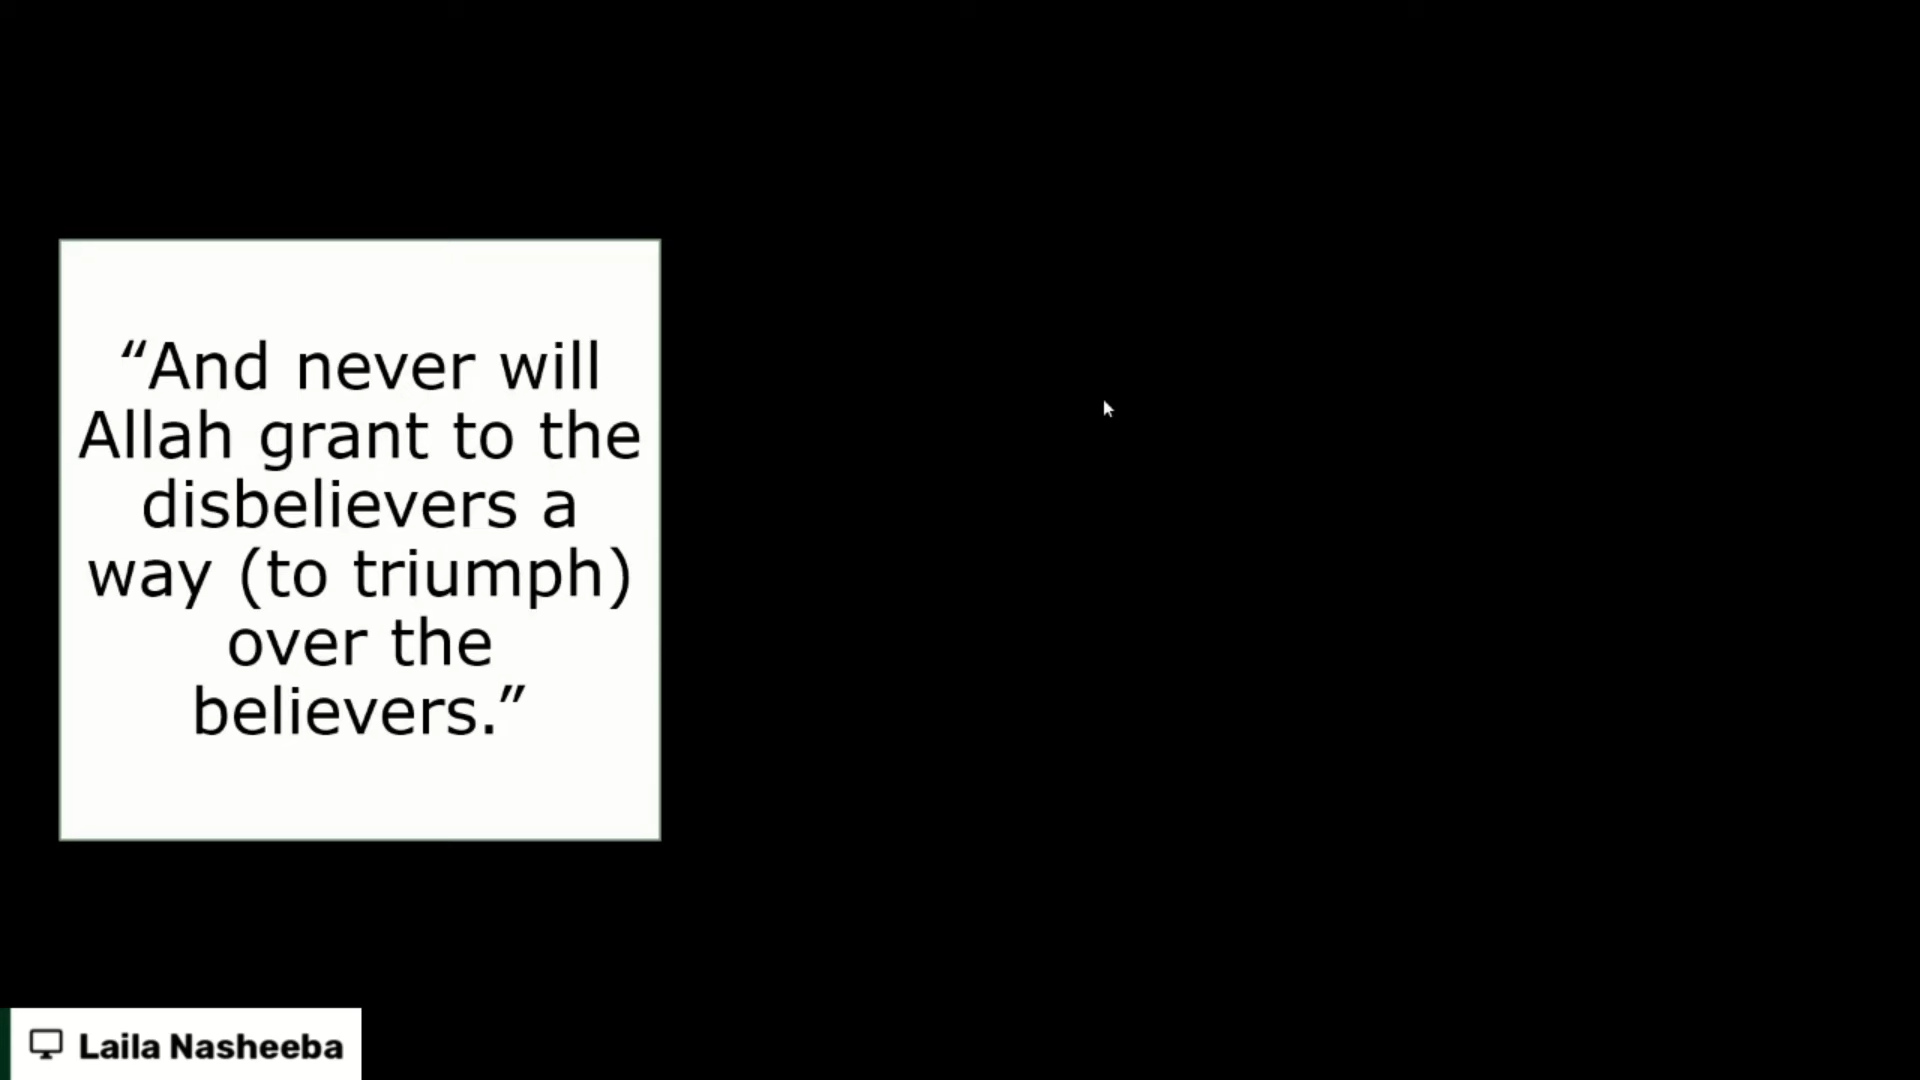 “And never will
Allah grant to the
disbelievers a
way (to triumph)
over the
believers.”
Laila Nasheeba